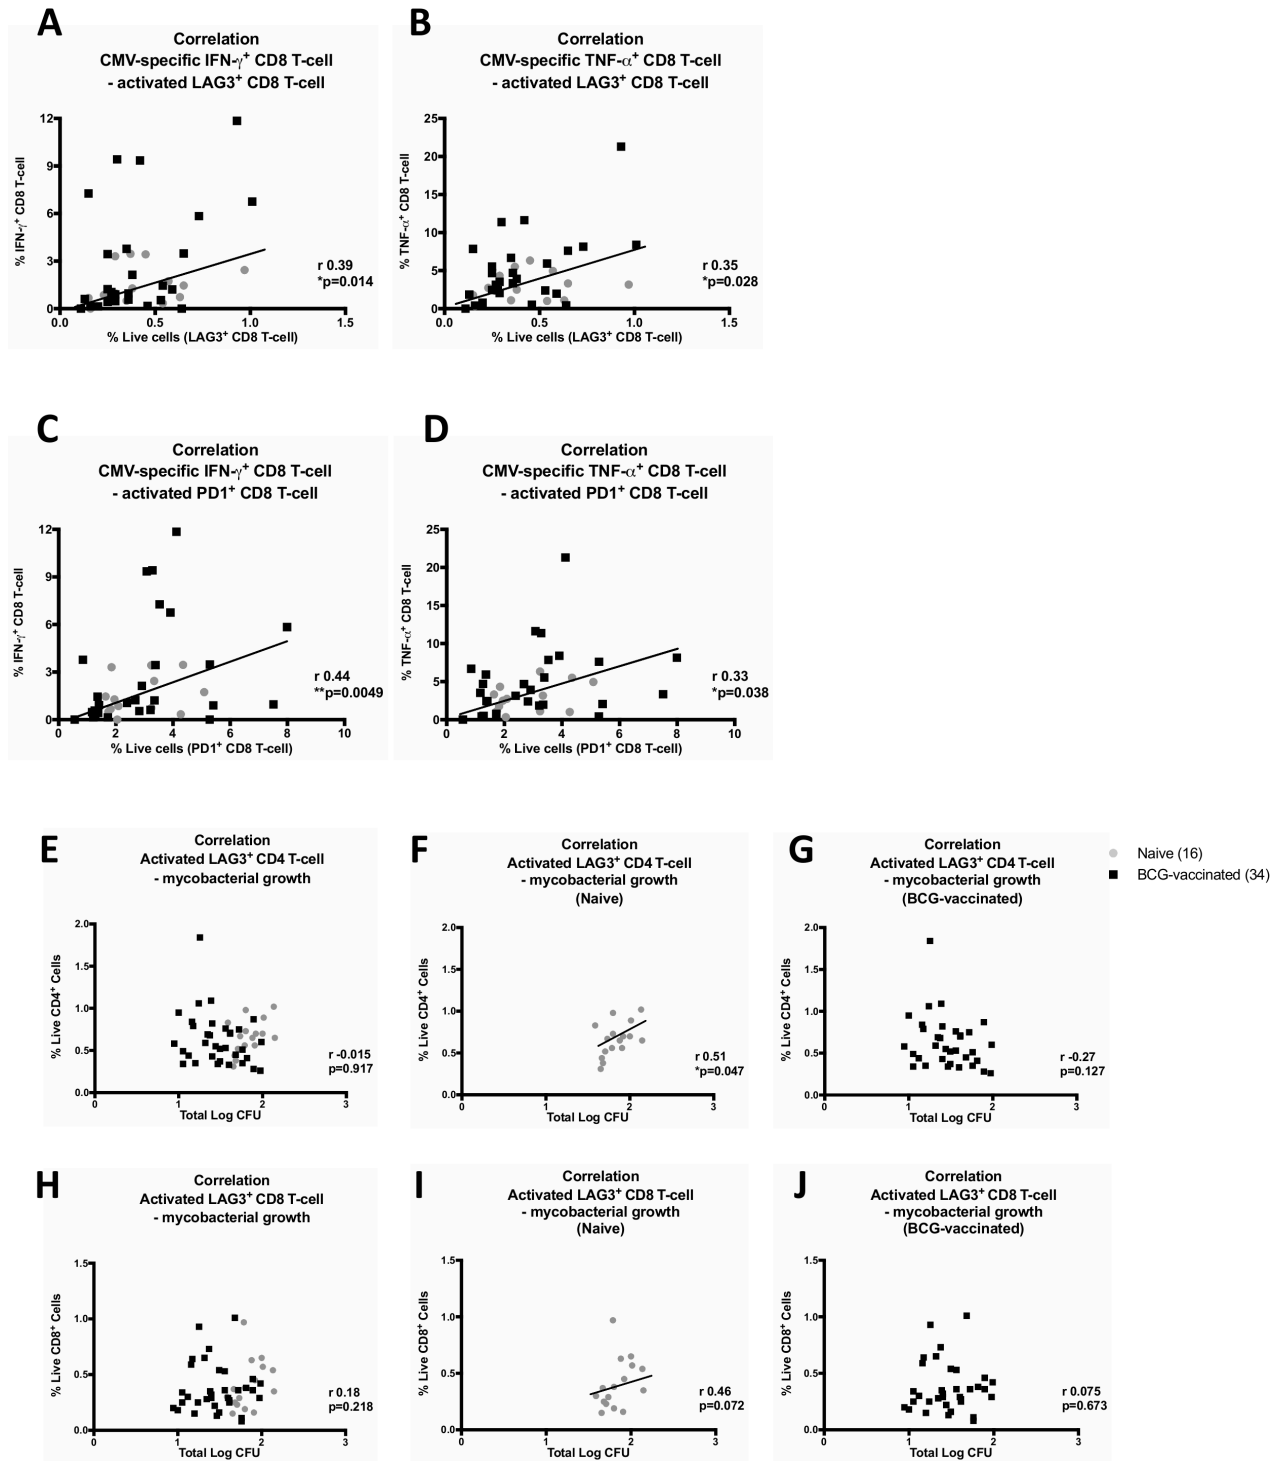 A
Correlation
CMV-specific IFN-γ⁺ CD8 T-cell
- activated LAG3⁺ CD8 T-cell
12
9
6
3
0
0.0 0.5 1.0 1.5
% IFN-γ⁺ CD8 T-cell
% Live cells (LAG3⁺ CD8 T-cell)
r 0.39
*p=0.014
B
Correlation
CMV-specific TNF-α⁺ CD8 T-cell
- activated LAG3⁺ CD8 T-cell
25
20
15
10
5
0
0.0 0.5 1.0 1.5
% TNF-α⁺ CD8 T-cell
% Live cells (LAG3⁺ CD8 T-cell)
r 0.35
*p=0.028
C
Correlation
CMV-specific IFN-γ⁺ CD8 T-cell
- activated PD1⁺ CD8 T-cell
12
9
6
3
0
0 2 4 6 8 10
% IFN-γ⁺ CD8 T-cell
% Live cells (PD1⁺ CD8 T-cell)
r 0.44
**p=0.0049
D
Correlation
CMV-specific TNF-α⁺ CD8 T-cell
- activated PD1⁺ CD8 T-cell
25
20
15
10
5
0
0 2 4 6 8 10
% TNF-α⁺ CD8 T-cell
% Live cells (PD1⁺ CD8 T-cell)
r 0.33
*p=0.038
E
Correlation
Activated LAG3⁺ CD4 T-cell
- mycobacterial growth
2.0
1.5
1.0
0.5
0.0
0 1 2 3
% Live CD4⁺ Cells
Total Log CFU
r -0.015
p=0.917
F
Correlation
Activated LAG3⁺ CD4 T-cell
- mycobacterial growth
(Naive)
2.0
1.5
1.0
0.5
0.0
0 1 2 3
% Live CD4⁺ Cells
Total Log CFU
r 0.51
*p=0.047
G
Correlation
Activated LAG3⁺ CD4 T-cell
- mycobacterial growth
(BCG-vaccinated)
2.0
1.5
1.0
0.5
0.0
0 1 2 3
% Live CD4⁺ Cells
Total Log CFU
r -0.27
p=0.127
Naive (16)
BCG-vaccinated (34)
H
Correlation
Activated LAG3⁺ CD8 T-cell
- mycobacterial growth
1.5
1.0
0.5
0.0
0 1 2 3
% Live CD8⁺ Cells
Total Log CFU
r 0.18
p=0.218
I
Correlation
Activated LAG3⁺ CD8 T-cell
- mycobacterial growth
(Naive)
1.5
1.0
0.5
0.0
0 1 2 3
% Live CD8⁺ Cells
Total Log CFU
r 0.46
p=0.072
J
Correlation
Activated LAG3⁺ CD8 T-cell
- mycobacterial growth
(BCG-vaccinated)
1.5
1.0
0.5
0.0
0 1 2 3
% Live CD8⁺ Cells
Total Log CFU
r 0.075
p=0.673